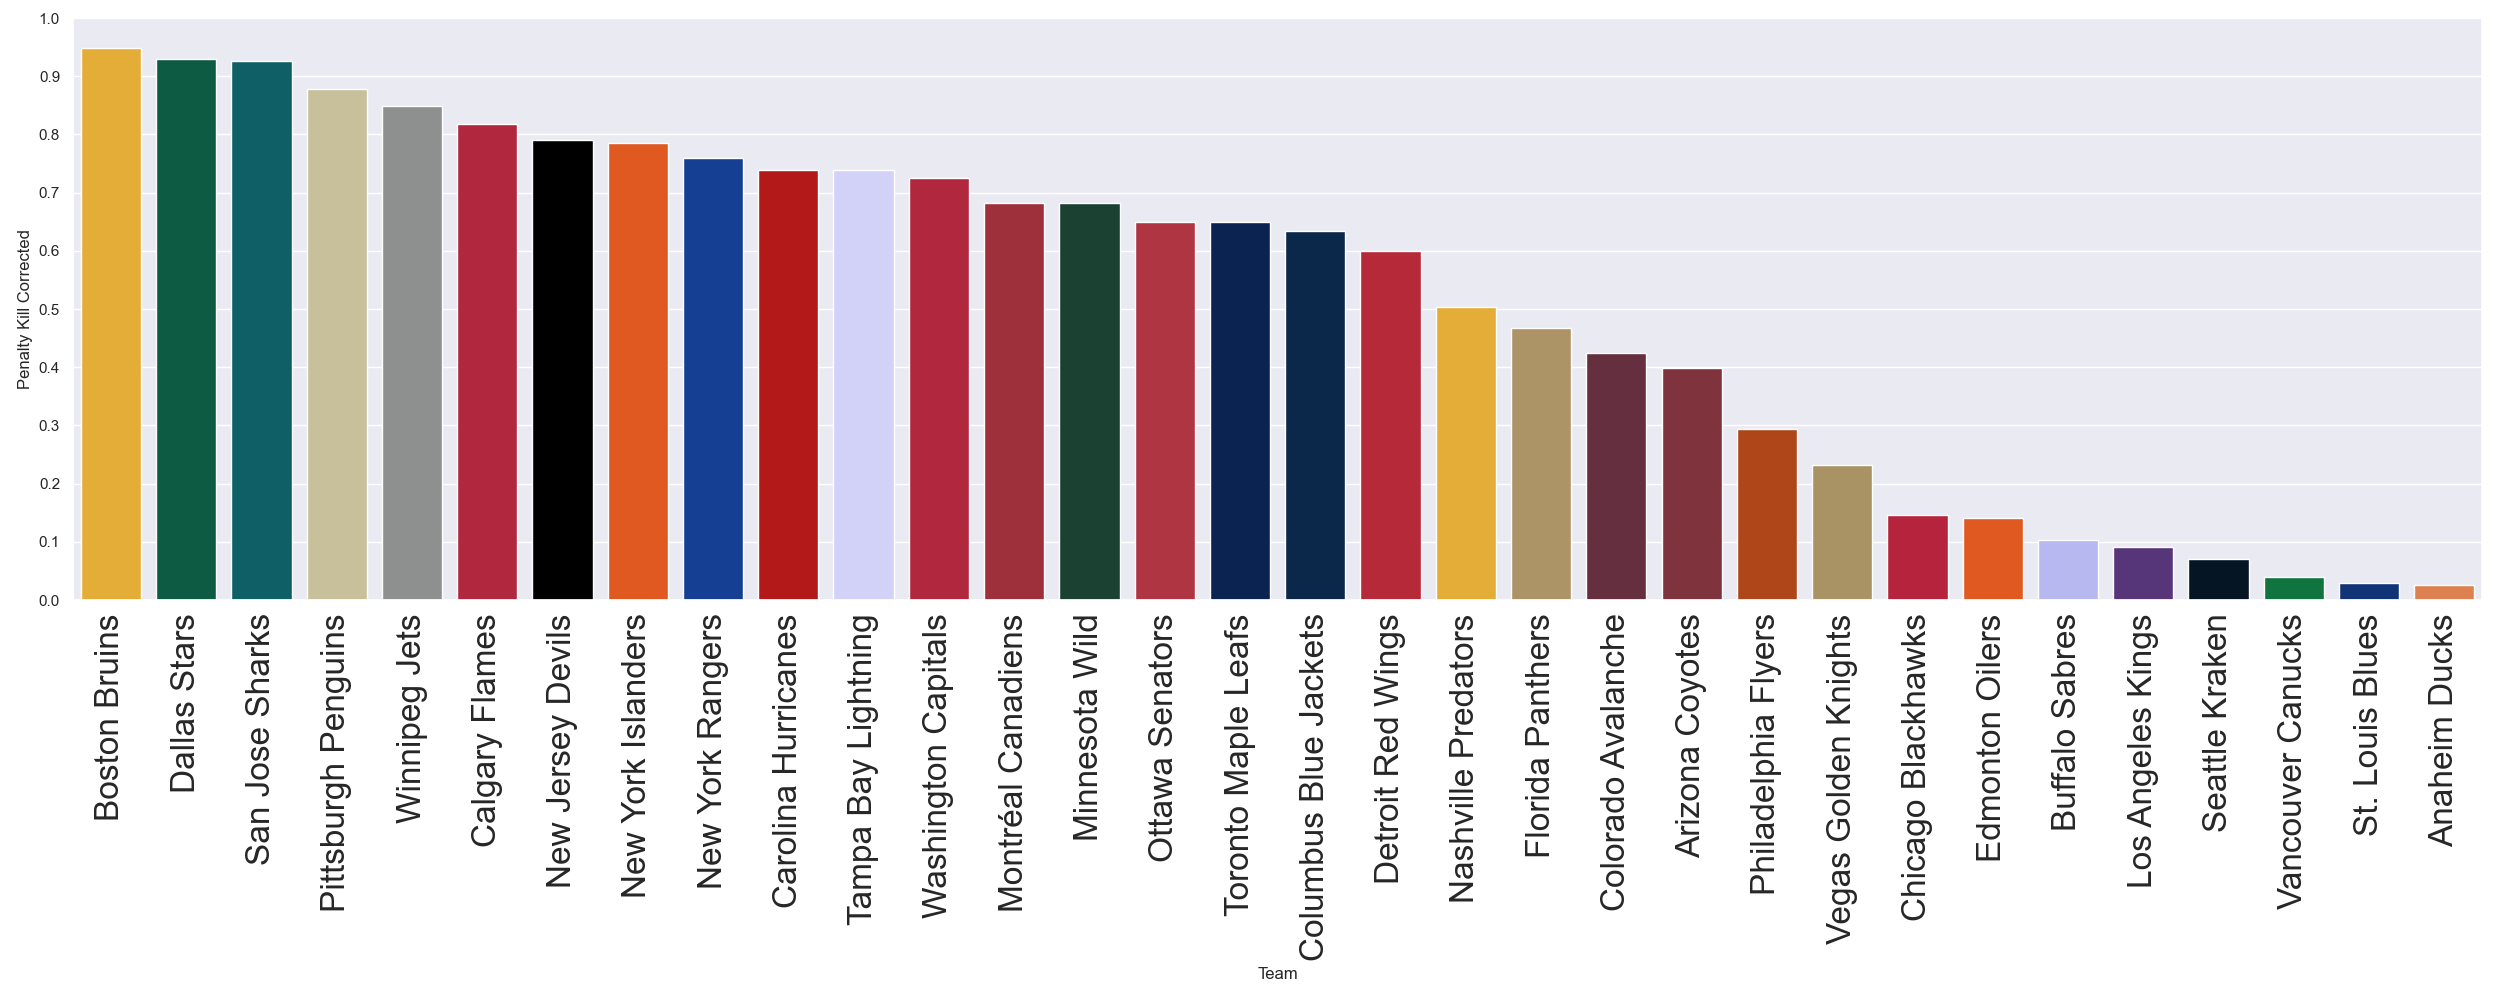 1.0
0.9
0.8
0.7
0.6
0.5
0.4
0.3
0.2
0.1
0.0
Penalty Kill Corrected
Boston Bruins
Dallas Stars
San Jose Sharks
Pittsburgh Penguins
Winnipeg Jets
Calgary Flames
New Jersey Devils
New York Islanders
New York Rangers
Carolina Hurricanes
Tampa Bay Lightning
Washington Capitals
Montréal Canadiens
Minnesota Wild
Ottawa Senators
Toronto Maple Leafs
Columbus Blue Jackets
Detroit Red Wings
Nashville Predators
Florida Panthers
Colorado Avalanche
Arizona Coyotes
Philadelphia Flyers
Vegas Golden Knights
Chicago Blackhawks
Edmonton Oilers
Buffalo Sabres
Los Angeles Kings
Seattle Kraken
Vancouver Canucks
St. Louis Blues
Anaheim Ducks
Team